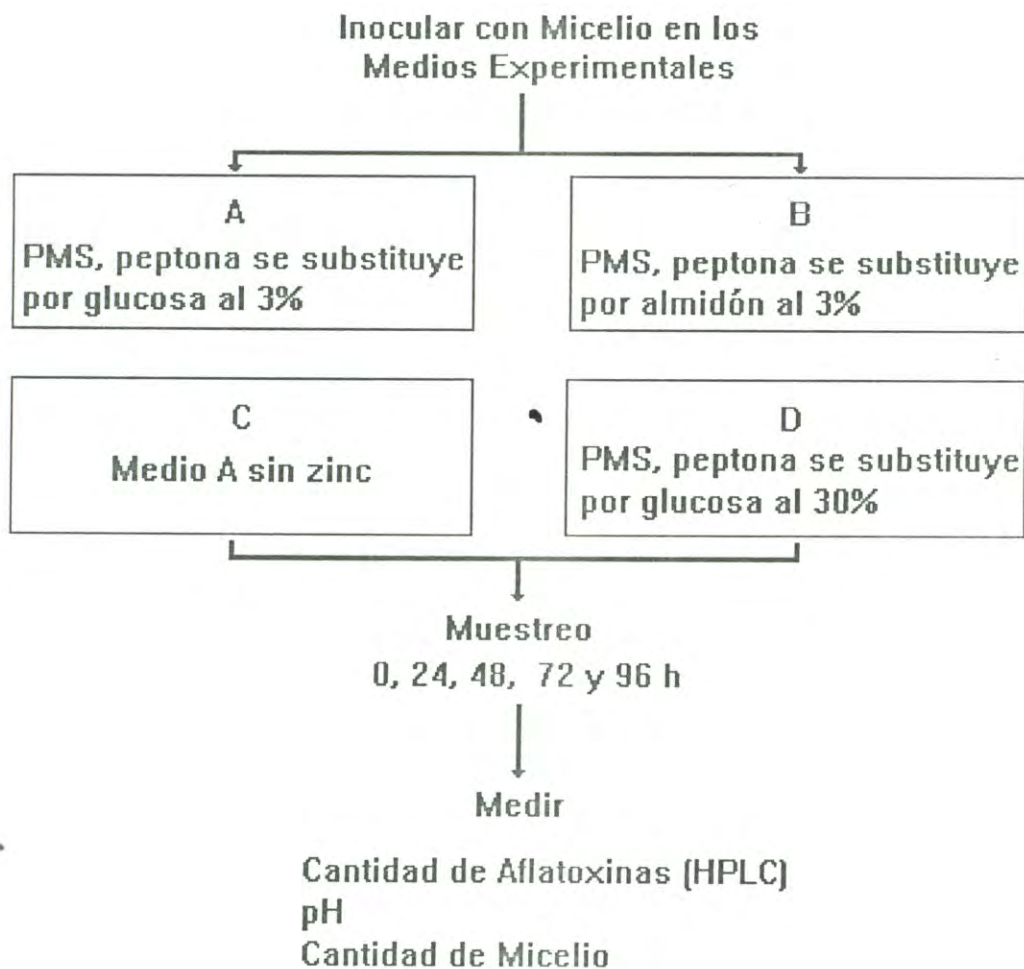 Inocular con Micelio en los
Medios Experimentales
A
PMS, peptona se substituye
por glucosa al 3%
B
PMS, peptona se substituye
por almidón al 3%
C
Medio A sin zinc
D
PMS, peptona se substituye
por glucosa al 30%
Muestreo
0, 24, 48, 72 y 96 h
Medir
Cantidad de Aflatoxinas (HPLC)
pH
Cantidad de Micelio